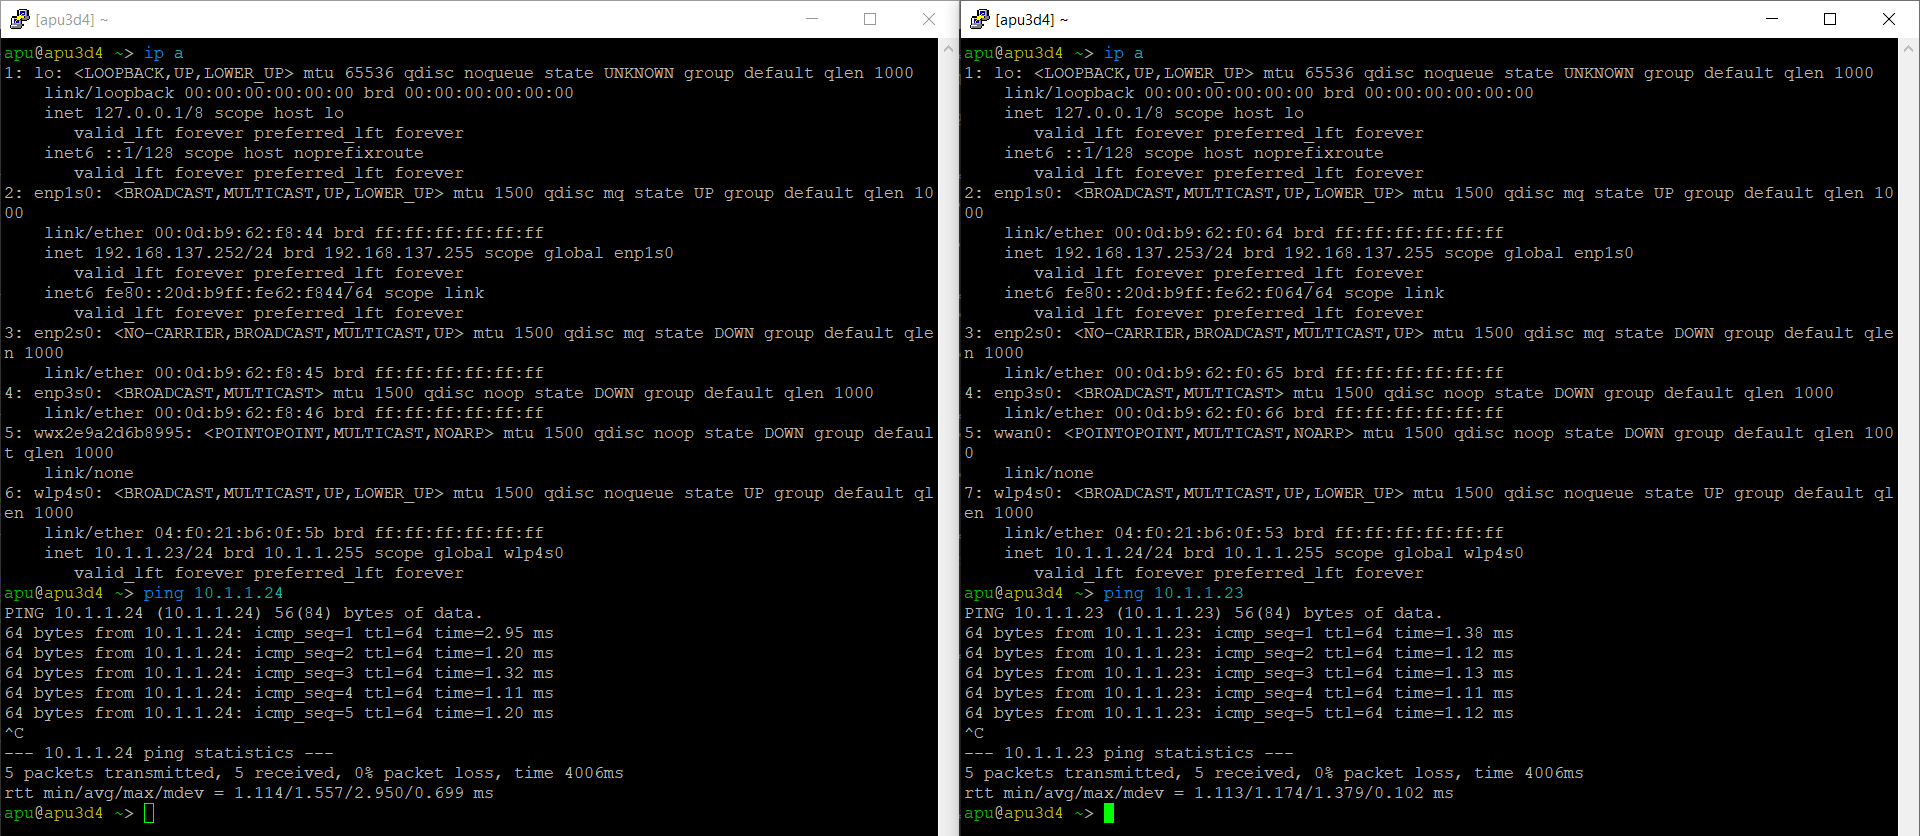 [apu3d4] ~
apu@apu3d4 ~> ip a
1: lo: <LOOPBACK,UP,LOWER_UP> mtu 65536 qdisc noqueue state UNKNOWN group default qlen 1000
    link/loopback 00:00:00:00:00:00 brd 00:00:00:00:00:00
    inet 127.0.0.1/8 scope host lo
       valid_lft forever preferred_lft forever
    inet6 ::1/128 scope host noprefixroute
       valid_lft forever preferred_lft forever
2: enp1s0: <BROADCAST,MULTICAST,UP,LOWER_UP> mtu 1500 qdisc mq state UP group default qlen 10
00
    link/ether 00:0d:b9:62:f8:44 brd ff:ff:ff:ff:ff:ff
    inet 192.168.137.252/24 brd 192.168.137.255 scope global enp1s0
       valid_lft forever preferred_lft forever
    inet6 fe80::20d:b9ff:fe62:f844/64 scope link
       valid_lft forever preferred_lft forever
3: enp2s0: <NO-CARRIER,BROADCAST,MULTICAST,UP> mtu 1500 qdisc mq state DOWN group default qle
n 1000
    link/ether 00:0d:b9:62:f8:45 brd ff:ff:ff:ff:ff:ff
4: enp3s0: <BROADCAST,MULTICAST> mtu 1500 qdisc noop state DOWN group default qlen 1000
    link/ether 00:0d:b9:62:f8:46 brd ff:ff:ff:ff:ff:ff
5: wwx2e9a2d6b8995: <POINTOPOINT,MULTICAST,NOARP> mtu 1500 qdisc noop state DOWN group defaul
t qlen 1000
    link/none
6: wlp4s0: <BROADCAST,MULTICAST,UP,LOWER_UP> mtu 1500 qdisc noqueue state UP group default ql
en 1000
    link/ether 04:f0:21:b6:0f:5b brd ff:ff:ff:ff:ff:ff
    inet 10.1.1.23/24 brd 10.1.1.255 scope global wlp4s0
       valid_lft forever preferred_lft forever
apu@apu3d4 ~> ping 10.1.1.24
PING 10.1.1.24 (10.1.1.24) 56(84) bytes of data.
64 bytes from 10.1.1.24: icmp_seq=1 ttl=64 time=2.95 ms
64 bytes from 10.1.1.24: icmp_seq=2 ttl=64 time=1.20 ms
64 bytes from 10.1.1.24: icmp_seq=3 ttl=64 time=1.32 ms
64 bytes from 10.1.1.24: icmp_seq=4 ttl=64 time=1.11 ms
64 bytes from 10.1.1.24: icmp_seq=5 ttl=64 time=1.20 ms
^C
--- 10.1.1.24 ping statistics ---
5 packets transmitted, 5 received, 0% packet loss, time 4006ms
rtt min/avg/max/mdev = 1.114/1.557/2.950/0.699 ms
apu@apu3d4 ~>
[apu3d4] ~
apu@apu3d4 ~> ip a
1: lo: <LOOPBACK,UP,LOWER_UP> mtu 65536 qdisc noqueue state UNKNOWN group default qlen 1000
    link/loopback 00:00:00:00:00:00 brd 00:00:00:00:00:00
    inet 127.0.0.1/8 scope host lo
       valid_lft forever preferred_lft forever
    inet6 ::1/128 scope host noprefixroute
       valid_lft forever preferred_lft forever
2: enp1s0: <BROADCAST,MULTICAST,UP,LOWER_UP> mtu 1500 qdisc mq state UP group default qlen 10
00
    link/ether 00:0d:b9:62:f0:64 brd ff:ff:ff:ff:ff:ff
    inet 192.168.137.253/24 brd 192.168.137.255 scope global enp1s0
       valid_lft forever preferred_lft forever
    inet6 fe80::20d:b9ff:fe62:f064/64 scope link
       valid_lft forever preferred_lft forever
3: enp2s0: <NO-CARRIER,BROADCAST,MULTICAST,UP> mtu 1500 qdisc mq state DOWN group default qle
n 1000
    link/ether 00:0d:b9:62:f0:65 brd ff:ff:ff:ff:ff:ff
4: enp3s0: <BROADCAST,MULTICAST> mtu 1500 qdisc noop state DOWN group default qlen 1000
    link/ether 00:0d:b9:62:f0:66 brd ff:ff:ff:ff:ff:ff
5: wwan0: <POINTOPOINT,MULTICAST,NOARP> mtu 1500 qdisc noop state DOWN group default qlen 100
0
    link/none
7: wlp4s0: <BROADCAST,MULTICAST,UP,LOWER_UP> mtu 1500 qdisc noqueue state UP group default ql
en 1000
    link/ether 04:f0:21:b6:0f:53 brd ff:ff:ff:ff:ff:ff
    inet 10.1.1.24/24 brd 10.1.1.255 scope global wlp4s0
       valid_lft forever preferred_lft forever
apu@apu3d4 ~> ping 10.1.1.23
PING 10.1.1.23 (10.1.1.23) 56(84) bytes of data.
64 bytes from 10.1.1.23: icmp_seq=1 ttl=64 time=1.38 ms
64 bytes from 10.1.1.23: icmp_seq=2 ttl=64 time=1.12 ms
64 bytes from 10.1.1.23: icmp_seq=3 ttl=64 time=1.13 ms
64 bytes from 10.1.1.23: icmp_seq=4 ttl=64 time=1.11 ms
64 bytes from 10.1.1.23: icmp_seq=5 ttl=64 time=1.12 ms
^C
--- 10.1.1.23 ping statistics ---
5 packets transmitted, 5 received, 0% packet loss, time 4006ms
rtt min/avg/max/mdev = 1.113/1.174/1.379/0.102 ms
apu@apu3d4 ~>